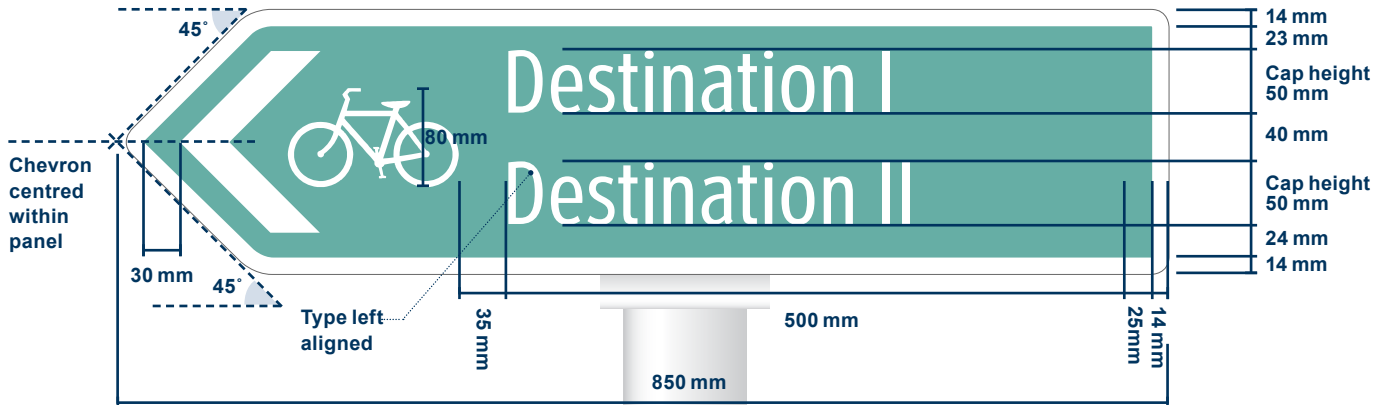 45°
14 mm
23 mm
Destination I
Cap height
50 mm
80 mm
40 mm
Chevron
centred
within
panel
Destination II
Cap height
50 mm
24 mm
14 mm
30 mm
45°
Type left
aligned
35 mm
500 mm
25mm
14 mm
850 mm